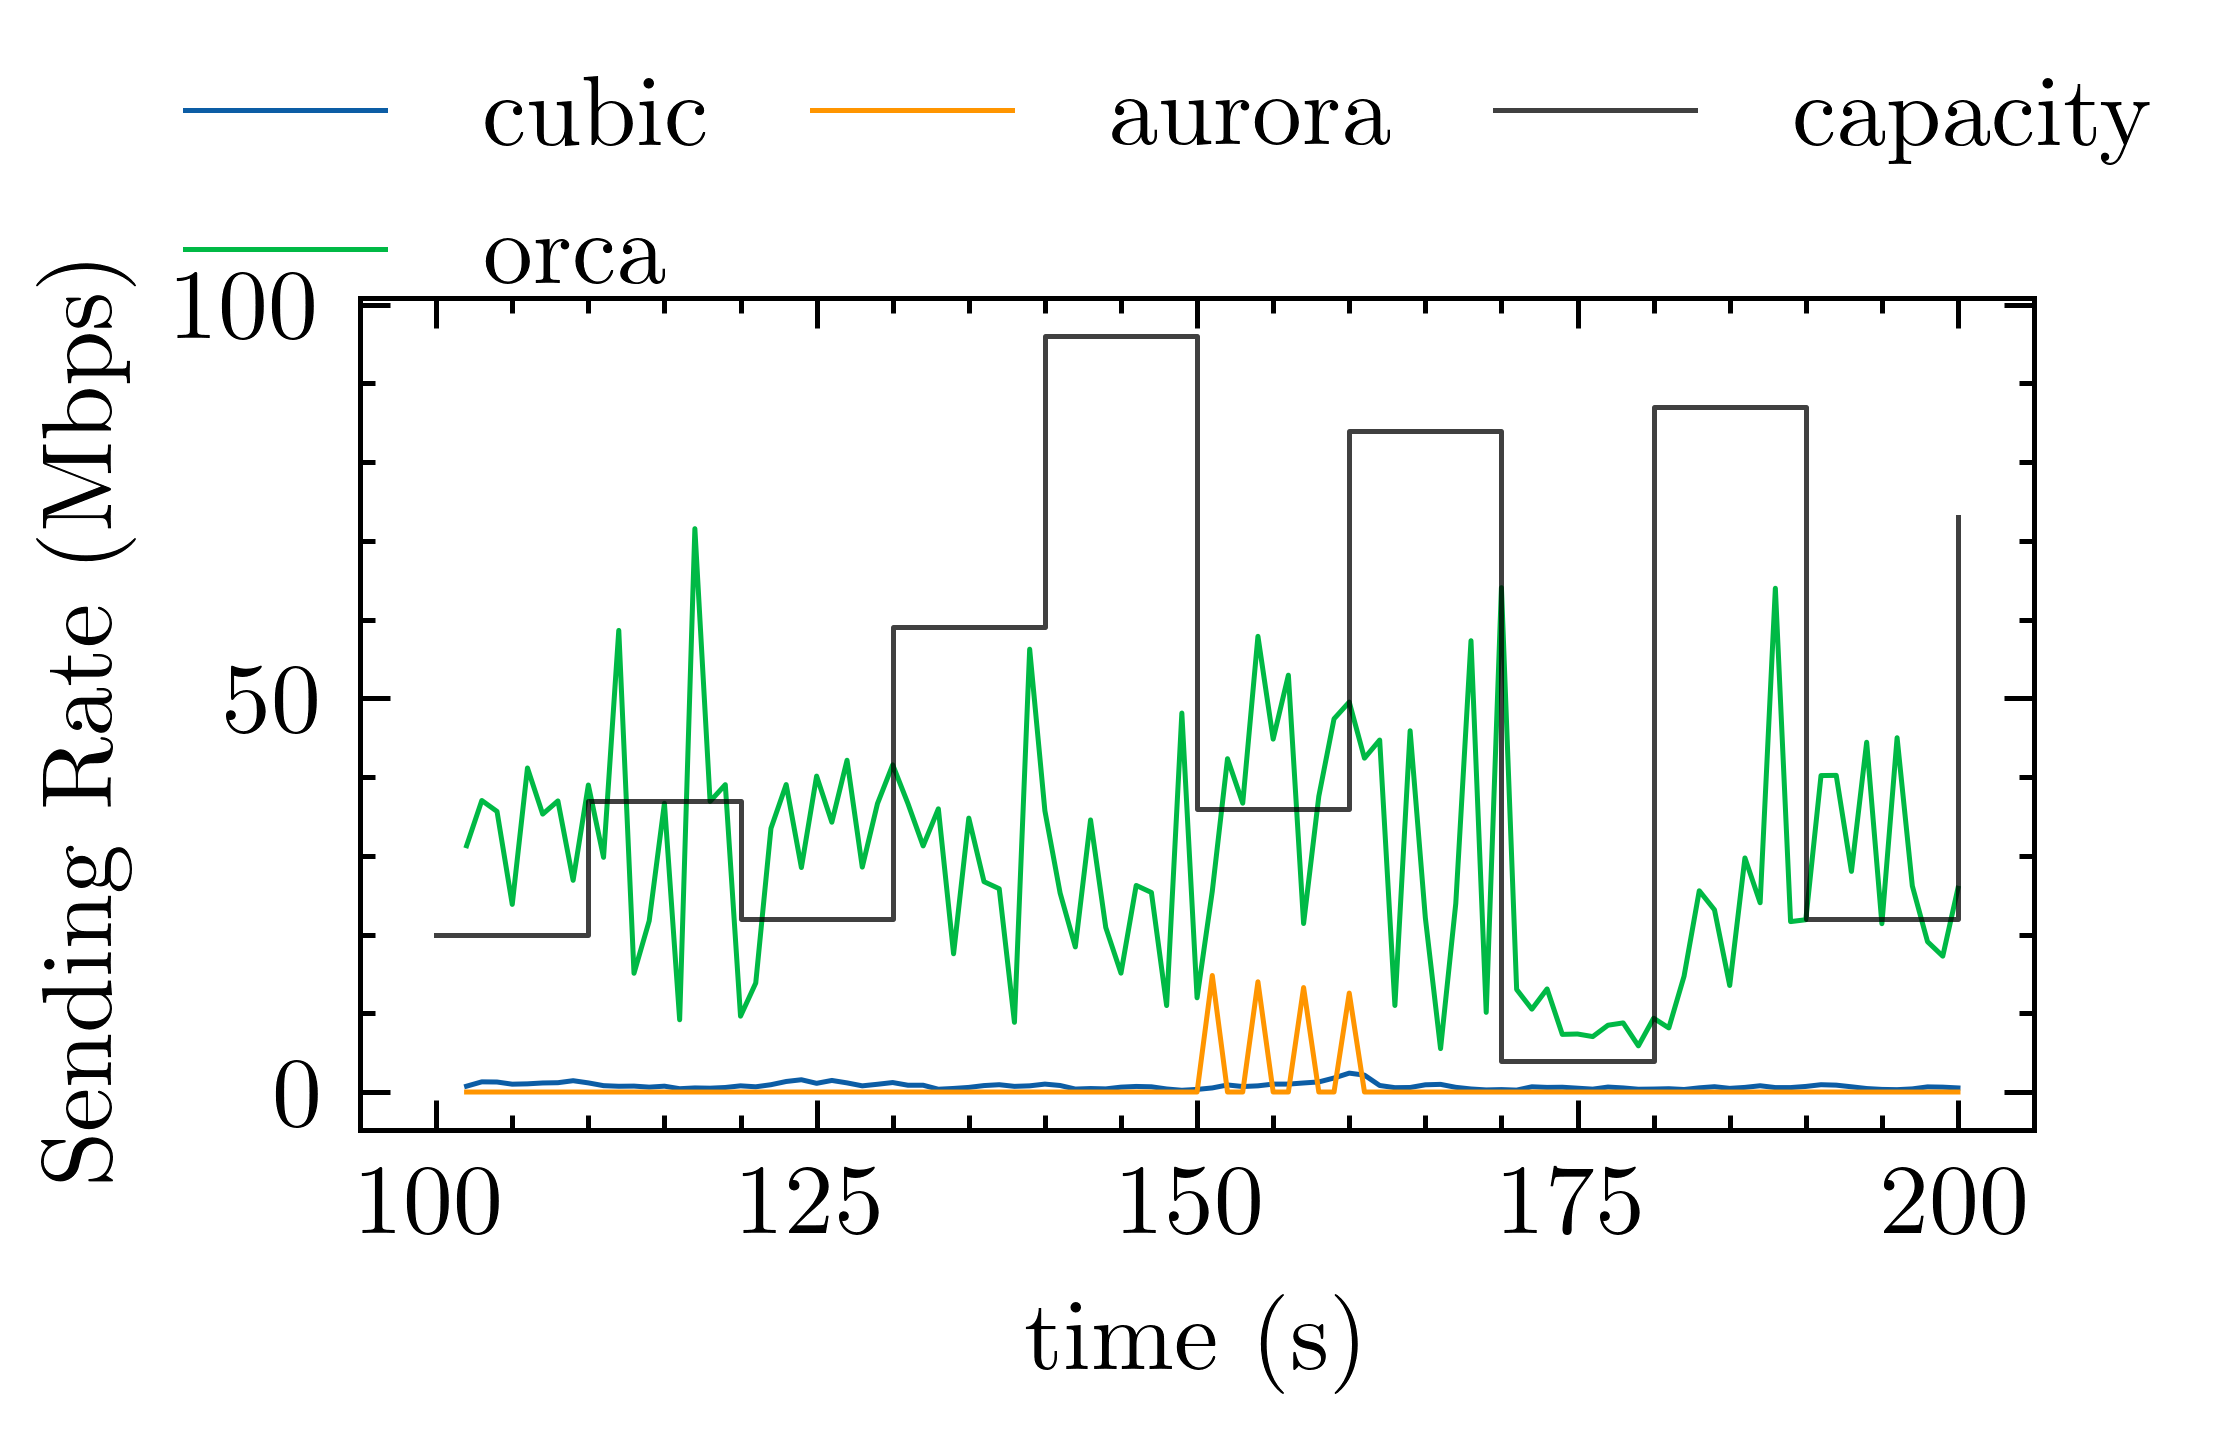 cubic aurora capacity
orca
Sending Rate (Mbps)
100
50
0
100 125 150 175 200
time (s)